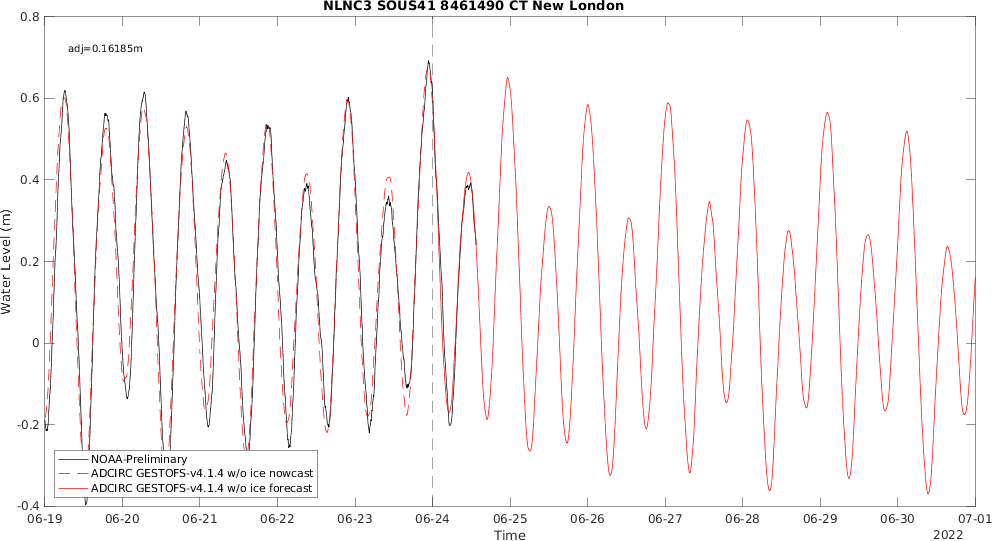 NLNC3 SOUS41 8461490 CT New London
adj=0.16185m
0.8
0.6
0.4
0.2
0
-0.2
-0.4
Water Level (m)
NOAA-Preliminary
ADCIRC GESTOFS-v4.1.4 w/o ice nowcast
ADCIRC GESTOFS-v4.1.4 w/o ice forecast
06-19 06-20 06-21 06-22 06-23 06-24 06-25 06-26 06-27 06-28 06-29 06-30 07-01
Time
2022